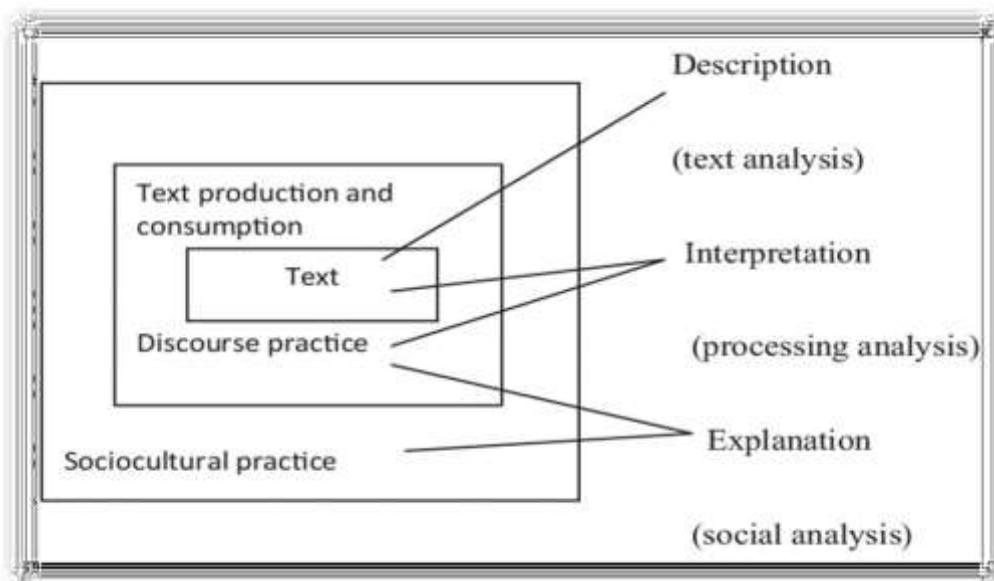 Description
(text analysis)
Text production and
consumption
Text
Interpretation
Discourse practice
(processing analysis)
Explanation
Sociocultural practice
(social analysis)